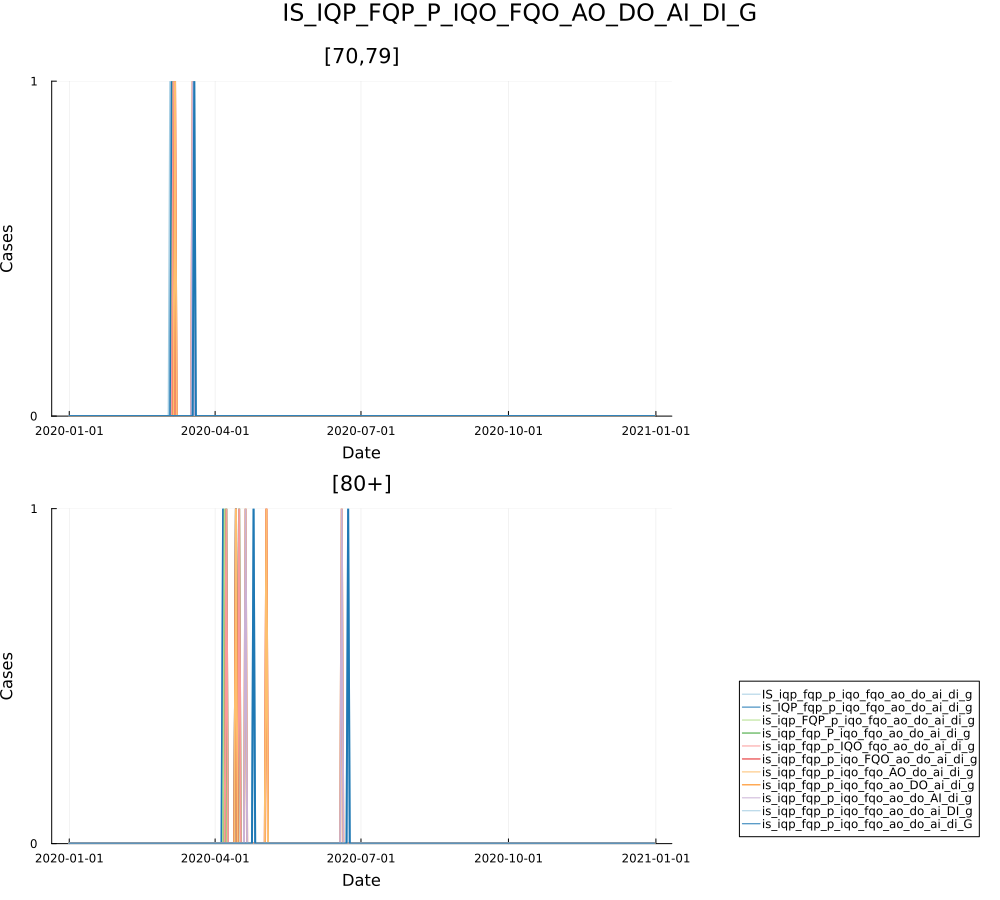 IS_IQP_FQP_P_IQO_FQO_AO_DO_AI_DI_G
[70,79]
1
Cases
0
2020-01-01 2020-04-01 2020-07-01 2020-10-01 2021-01-01
Date
[80+]
1
Cases
0
2020-01-01 2020-04-01 2020-07-01 2020-10-01 2021-01-01
Date
IS_iqp_fqp_p_iqo_fqo_ao_do_ai_di_g
is_IQP_fqp_p_iqo_fqo_ao_do_ai_di_g
is_iqp_FQP_p_iqo_fqo_ao_do_ai_di_g
is_iqp_fqp_P_iqo_fqo_ao_do_ai_di_g
is_iqp_fqp_p_IQO_fqo_ao_do_ai_di_g
is_iqp_fqp_p_iqo_FQO_ao_do_ai_di_g
is_iqp_fqp_p_iqo_fqo_AO_do_ai_di_g
is_iqp_fqp_p_iqo_fqo_ao_DO_ai_di_g
is_iqp_fqp_p_iqo_fqo_ao_do_AI_di_g
is_iqp_fqp_p_iqo_fqo_ao_do_ai_DI_g
is_iqp_fqp_p_iqo_fqo_ao_do_ai_di_G